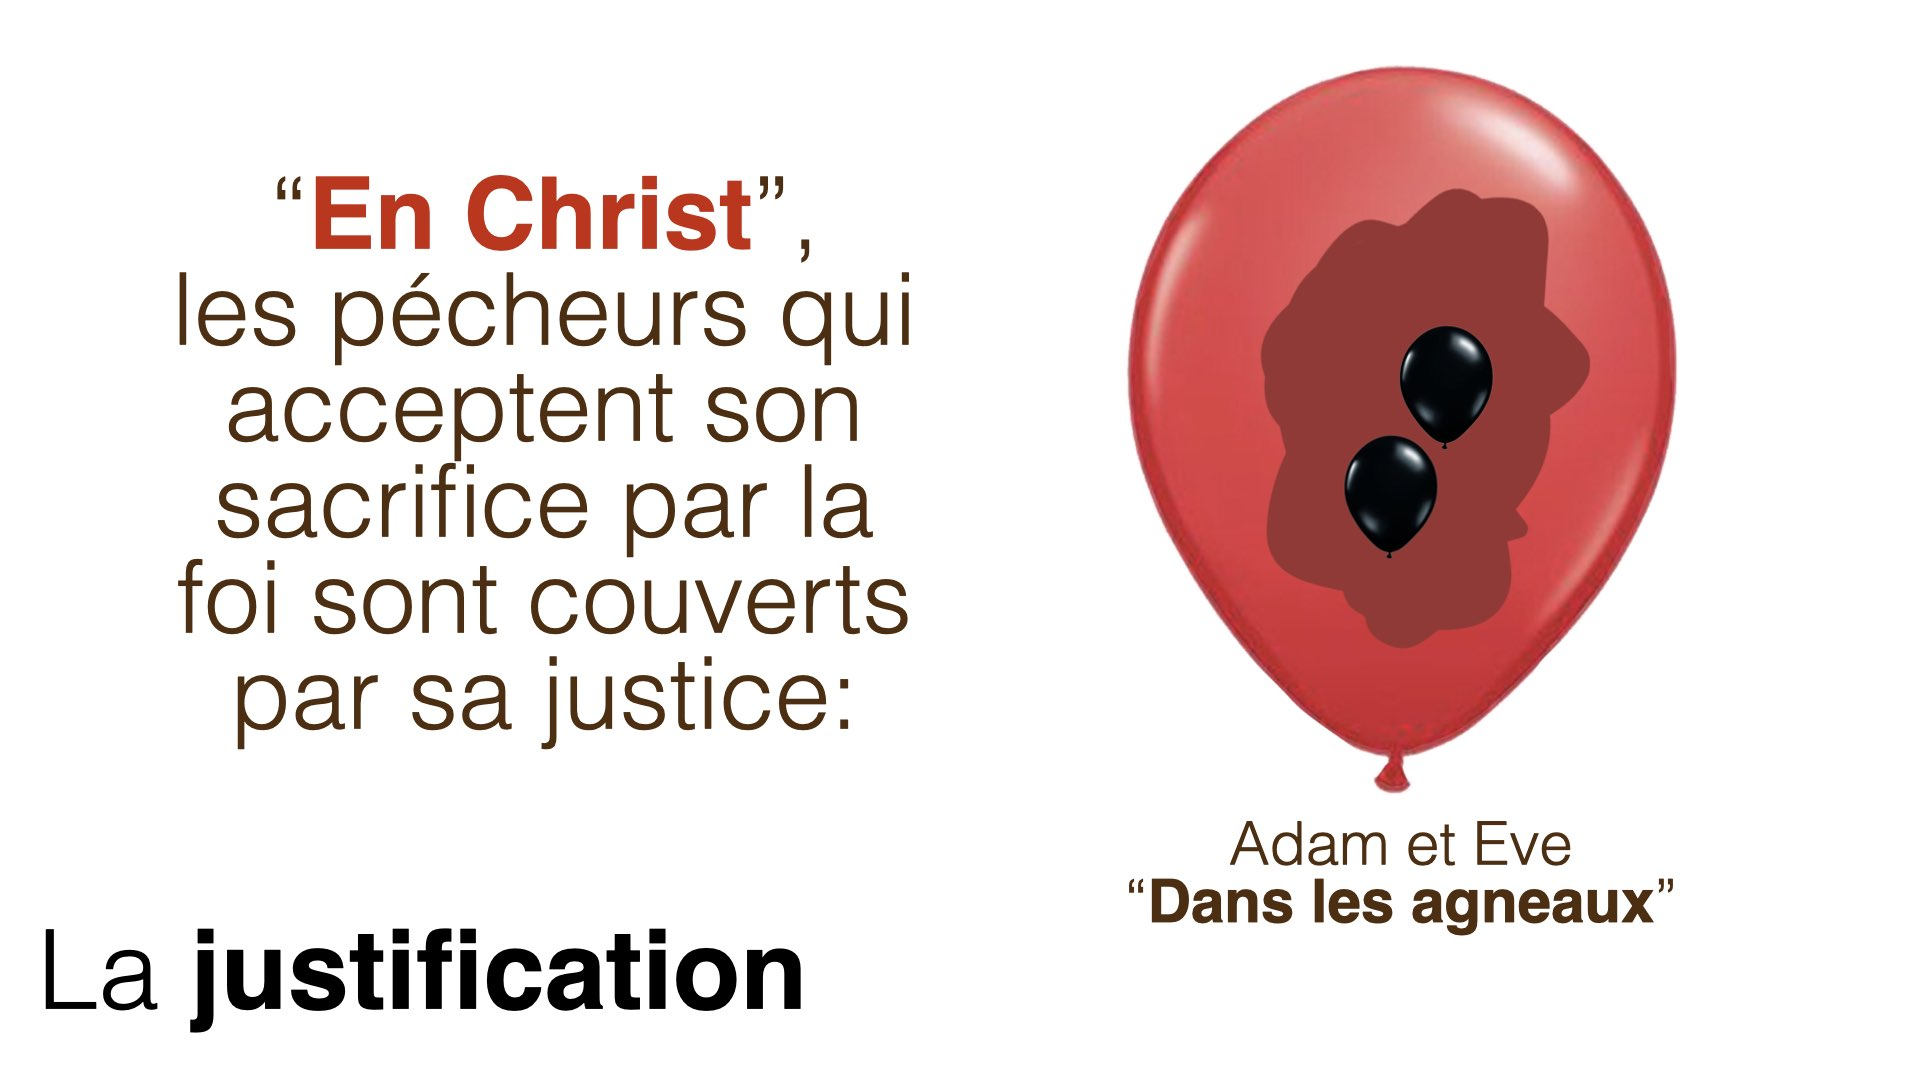 “En Christ”,
les pécheurs qui
acceptent son
sacrifice par la
foi sont couverts
par sa justice:
Adam et Eve
“Dans les agneaux”
La justification